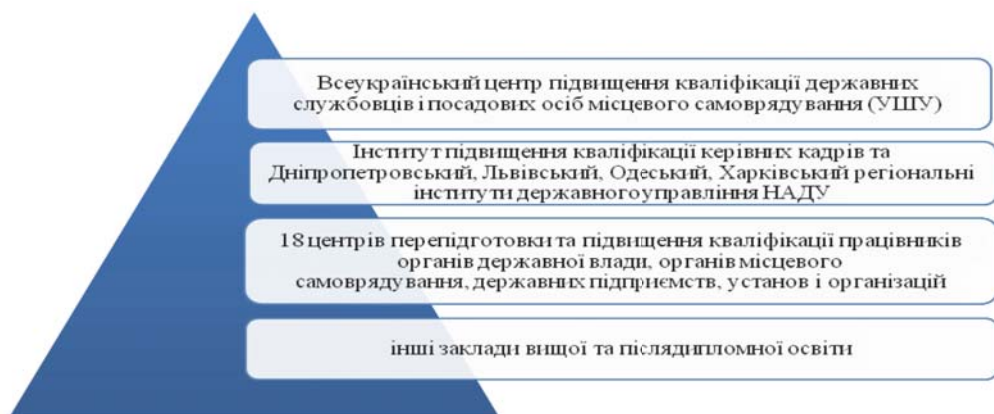 Всеукраїнський центр підвищення кваліфікації державних
службовців і посадових осіб місцевого самоврядування (УШУ)
Інститут підвищення кваліфікації керівних кадрів та
Дніпропетровський, Львівський, Одеський, Харківський регіональні
інститути державного управління НАДУ
18 центрів перепідготовки та підвищення кваліфікації працівників
органів державної влади, органів місцевого
самоврядування, державних підприємств, установ і організацій
інші заклади вищої та післядипломної освіти